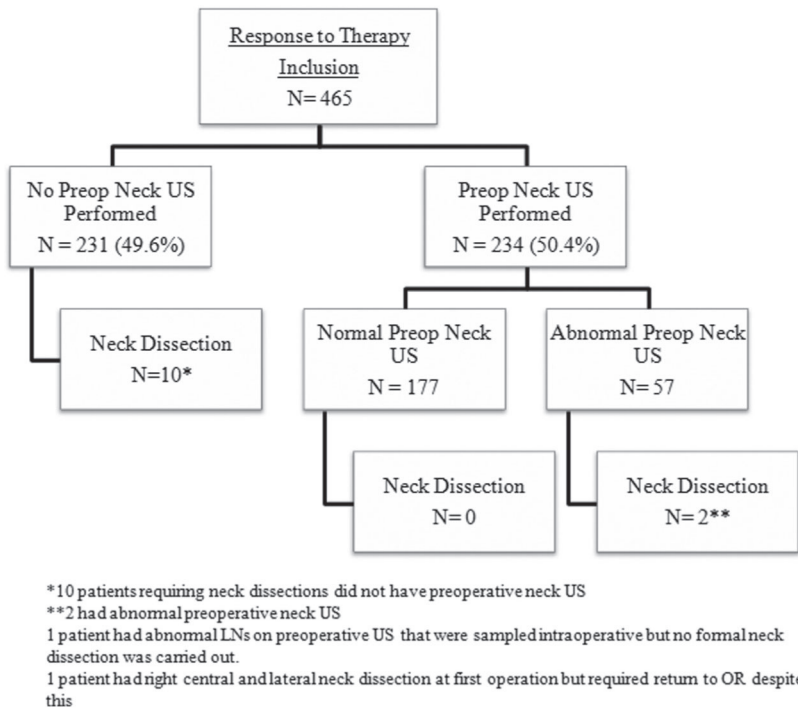 Response to Therapy
Inclusion
N= 465
No Preop Neck US
Performed
N = 231 (49.6%)
Preop Neck US
Performed
N = 234 (50.4%)
Neck Dissection
N=10*
Normal Preop Neck
US
N = 177
Abnormal Preop Neck
US
N= 57
Neck Dissection
N= 0
Neck Dissection
N= 2**
*10 patients requiring neck dissections did not have preoperative neck US
**2 had abnormal preoperative neck US
1 patient had abnormal LNs on preoperative US that were sampled intraoperative but no formal neck
dissection was carried out.
1 patient had right central and lateral neck dissection at first operation but required return to OR despite
this